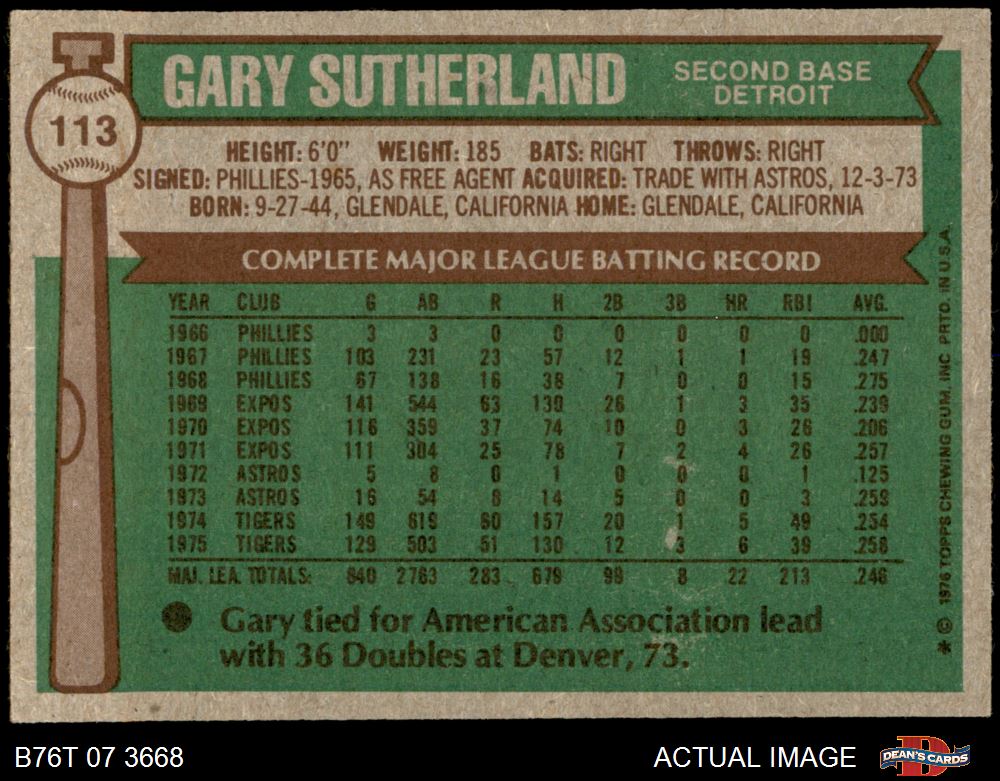 113
GARY SUTHERLAND
SECOND BASE
DETROIT
HEIGHT: 6'0" WEIGHT: 185 BATS: RIGHT THROWS: RIGHT
SIGNED: PHILLIES-1965, AS FREE AGENT ACQUIRED: TRADE WITH ASTROS, 12-3-73
BORN: 9-27-44, GLENDALE, CALIFORNIA HOME: GLENDALE, CALIFORNIA
COMPLETE MAJOR LEAGUE BATTING RECORD
YEAR CLUB G AB R H 2B 3B HR RBI AVG.
1966 PHILLIES 3 3 0 0 0 0 0 0 .000
1967 PHILLIES 103 231 23 57 12 1 1 19 .247
1968 PHILLIES 67 138 16 38 7 0 0 15 .275
1969 EXPOS 141 544 63 130 26 1 3 35 .239
1970 EXPOS 116 359 37 74 10 0 3 26 .206
1971 EXPOS 111 304 25 78 7 2 4 26 .257
1972 ASTROS 5 8 0 1 0 0 0 1 .125
1973 ASTROS 16 54 8 14 5 0 0 3 .259
1974 TIGERS 149 619 60 157 20 1 5 49 .254
1975 TIGERS 129 503 51 130 12 3 6 39 .258
MAJ. LEA. TOTALS: 840 2763 283 679 99 8 22 213 .246
Gary tied for American Association lead
with 36 Doubles at Denver, 73.
* © 1976 TOPPS CHEWING GUM, INC PRTD. IN U.S.A.
B76T 07 3668
ACTUAL IMAGE
DEAN'S CARDS